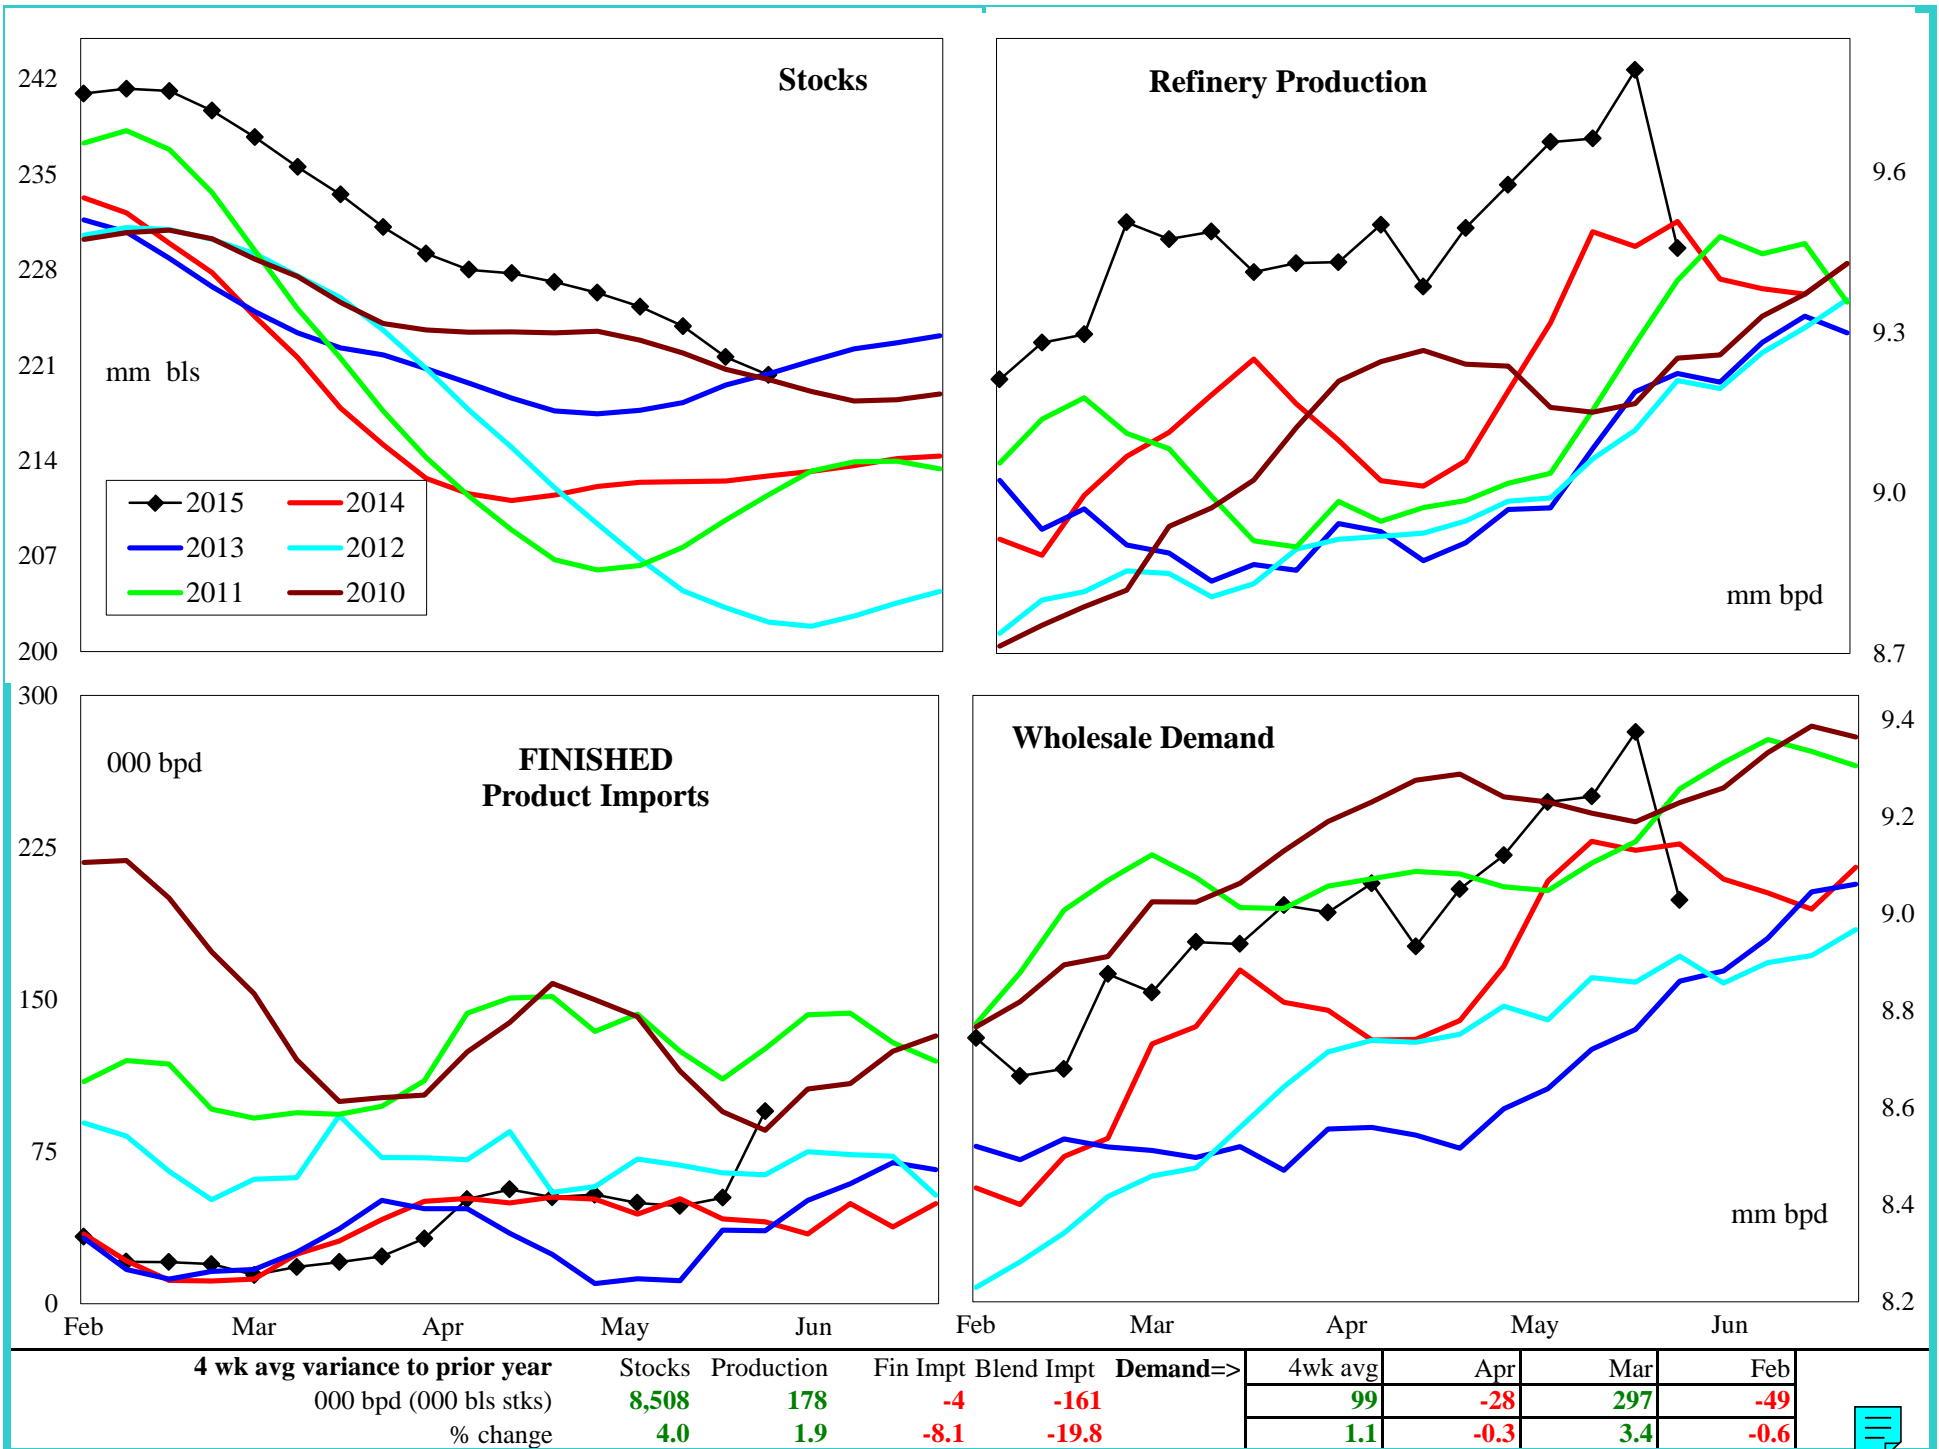 Stocks
242
235
228
221
214
207
200
mm bls
2015 2014
2013 2012
2011 2010
Refinery Production
9.6
9.3
9.0
8.7
mm bpd
300
225
150
75
0
000 bpd
FINISHED
Product Imports
Feb Mar Apr May Jun
Wholesale Demand
9.4
9.2
9.0
8.8
8.6
8.4
8.2
mm bpd
Feb Mar Apr May Jun
4 wk avg variance to prior year Stocks Production Fin Impt Blend Impt Demand=> 4wk avg Apr Mar Feb
000 bpd (000 bls stks) 8,508 178 -4 -161 99 -28 297 -49
% change 4.0 1.9 -8.1 -19.8 1.1 -0.3 3.4 -0.6